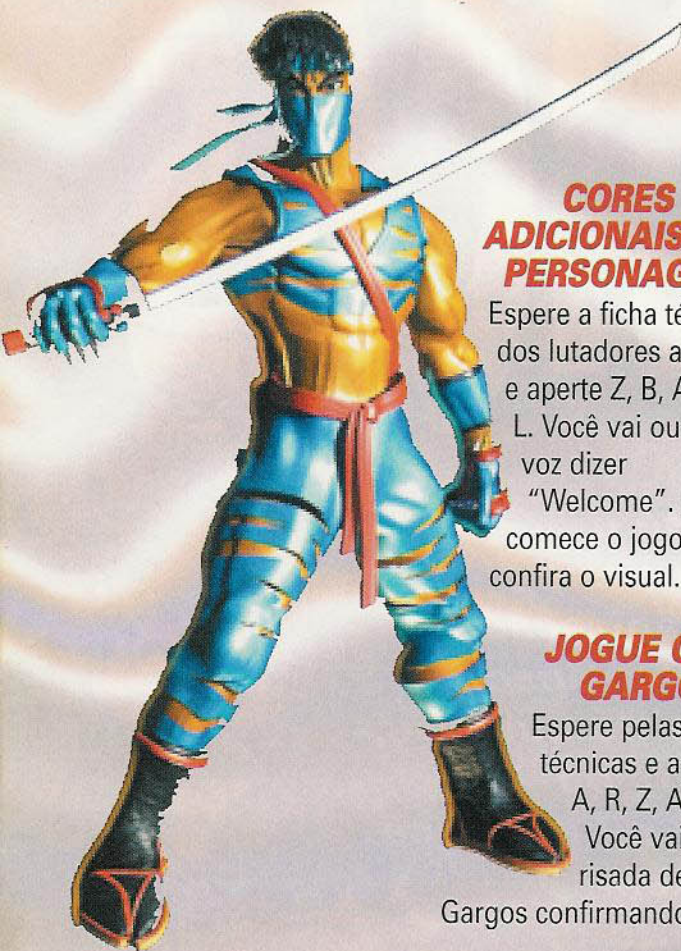 CORES
ADICIONAIS
PERSONAG
Espere a ficha té
dos lutadores a
e aperte Z, B, A
L. Você vai ou
voz dizer
“Welcome”.
comece o jogo
confira o visual.
JOGUE C
GARGO
Espere pelas
técnicas e a
A, R, Z, A
Você vai
risada de
Gargos confirmando